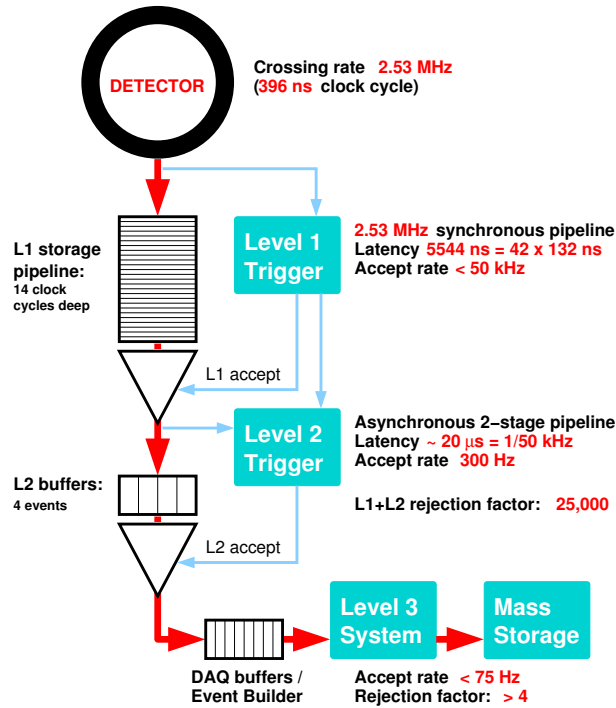 DETECTOR
Crossing rate 2.53 MHz
(396 ns clock cycle)
L1 storage
pipeline:
14 clock
cycles deep
Level 1
Trigger
2.53 MHz synchronous pipeline
Latency 5544 ns = 42 x 132 ns
Accept rate < 50 kHz
L1 accept
Level 2
Trigger
Asynchronous 2−stage pipeline
Latency ~ 20 µs = 1/50 kHz
Accept rate 300 Hz
L2 buffers:
4 events
L1+L2 rejection factor: 25,000
L2 accept
Level 3
System
Mass
Storage
DAQ buffers /
Event Builder
Accept rate < 75 Hz
Rejection factor: > 4